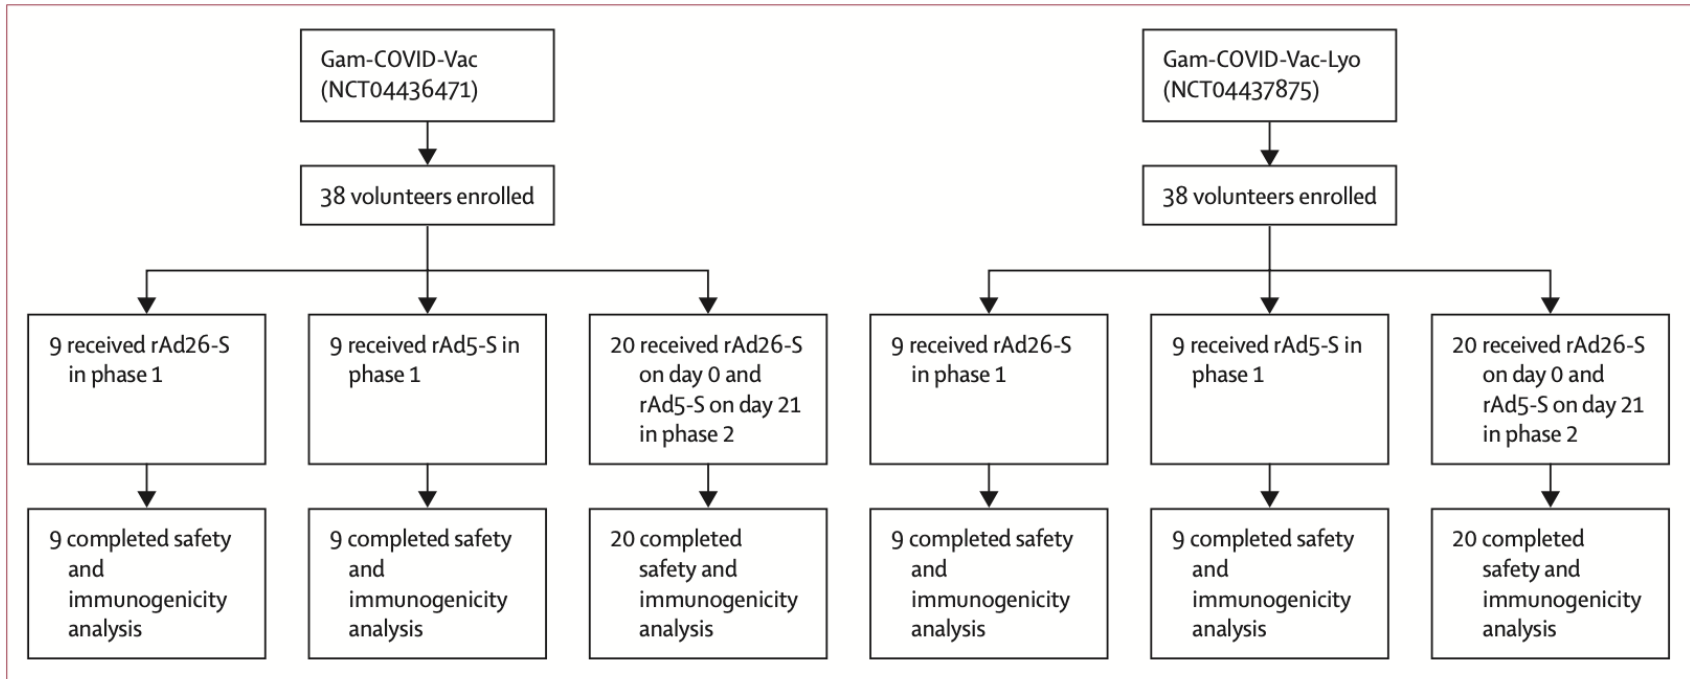 Gam-COVID-Vac
(NCT04436471)
38 volunteers enrolled
9 received rAd26-S
in phase 1
9 received rAd5-S in
phase 1
20 received rAd26-S
on day 0 and
rAd5-S on day 21
in phase 2
9 completed safety
and
immunogenicity
analysis
9 completed safety
and
immunogenicity
analysis
20 completed
safety and
immunogenicity
analysis
Gam-COVID-Vac-Lyo
(NCT04437875)
38 volunteers enrolled
9 received rAd26-S
in phase 1
9 received rAd5-S in
phase 1
20 received rAd26-S
on day 0 and
rAd5-S on day 21
in phase 2
9 completed safety
and
immunogenicity
analysis
9 completed safety
and
immunogenicity
analysis
20 completed
safety and
immunogenicity
analysis